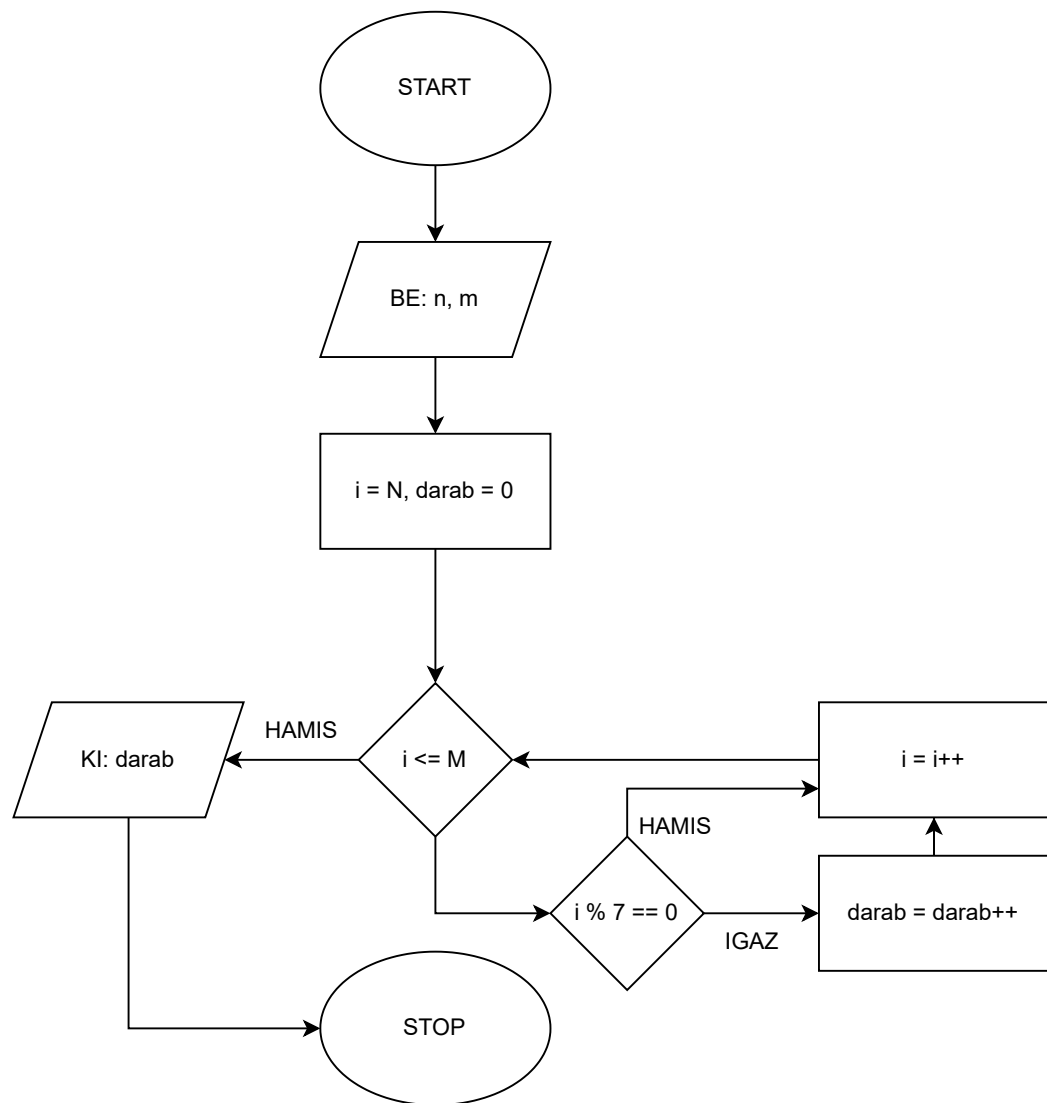 START
BE: n, m
i = N, darab = 0
i <= M
HAMIS
KI: darab
i % 7 == 0
HAMIS
IGAZ
darab = darab++
i = i++
STOP